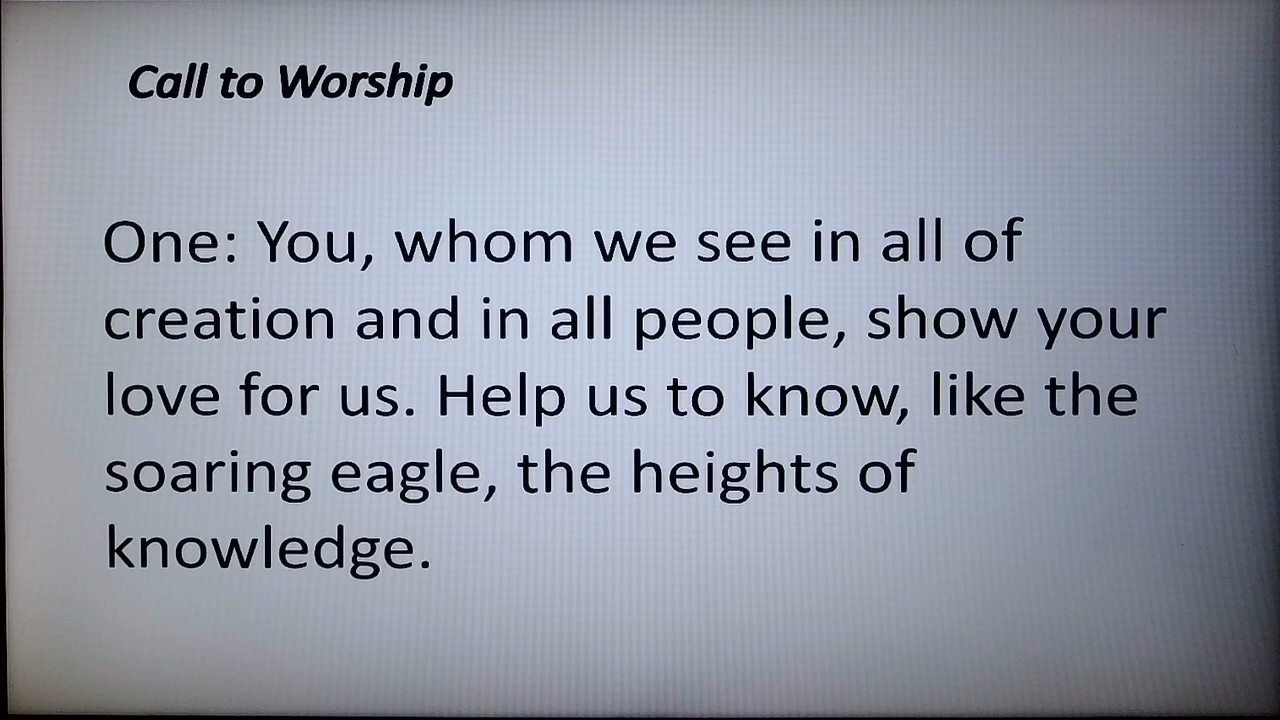 Call to Worship
One: You, whom we see in all of
creation and in all people, show your
love for us. Help us to know, like the
soaring eagle, the heights of
knowledge.